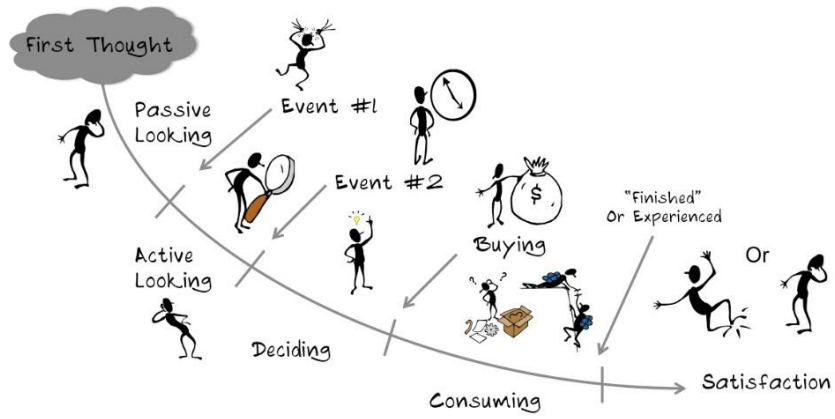 First Thought
Passive
Looking
Event #1
Event #2
Active
Looking
Deciding
$
Buying
? ?
Consuming
"Finished"
Or Experienced
Or
Satisfaction